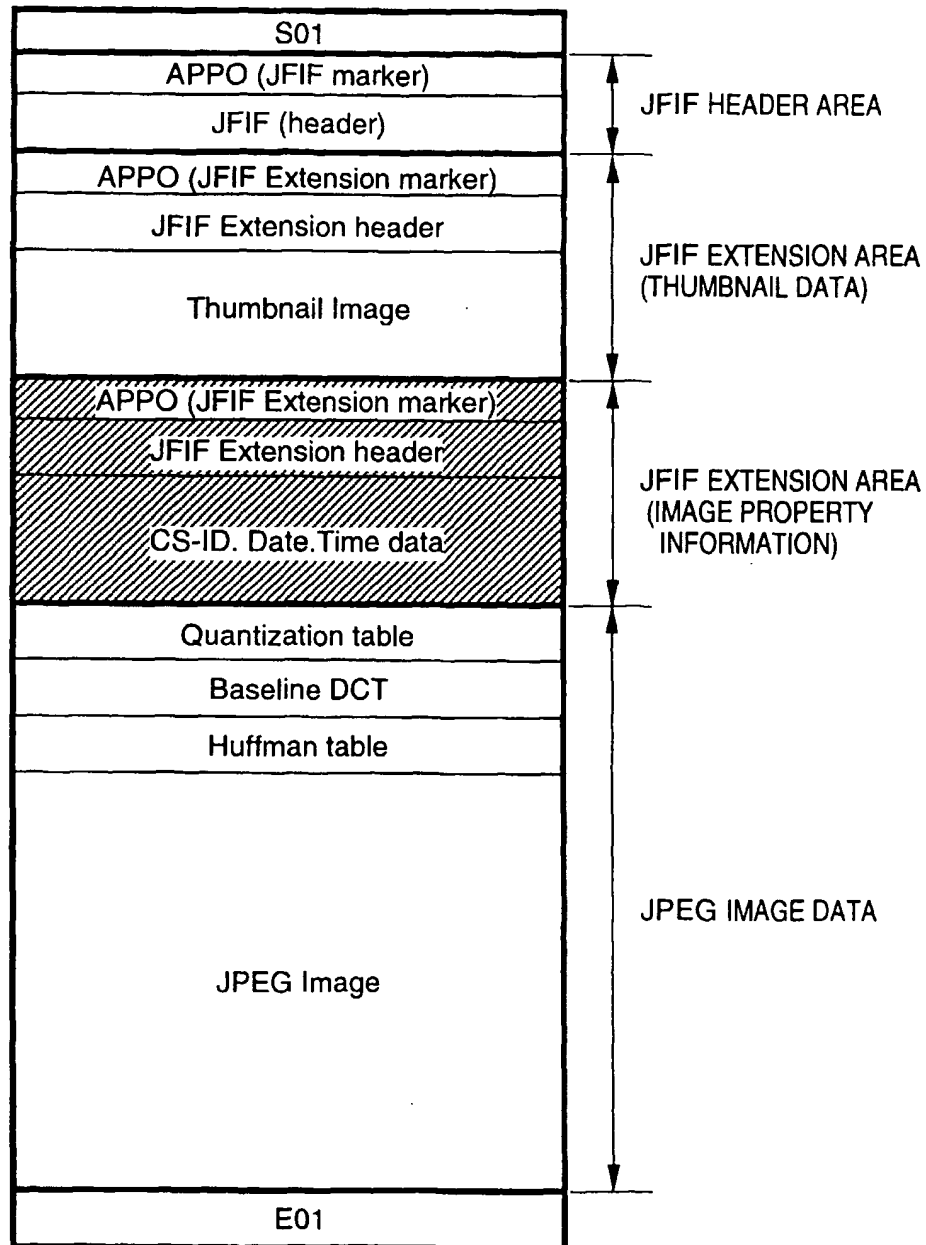 S01
APPO (JFIF marker)
JFIF (header)
JFIF HEADER AREA
APPO (JFIF Extension marker)
JFIF Extension header
Thumbnail Image
JFIF EXTENSION AREA
(THUMBNAIL DATA)
APPO (JFIF Extension marker)
JFIF Extension header
CS-ID. Date.Time data
JFIF EXTENSION AREA
(IMAGE PROPERTY
INFORMATION)
Quantization table
Baseline DCT
Huffman table
JPEG Image
JPEG IMAGE DATA
E01